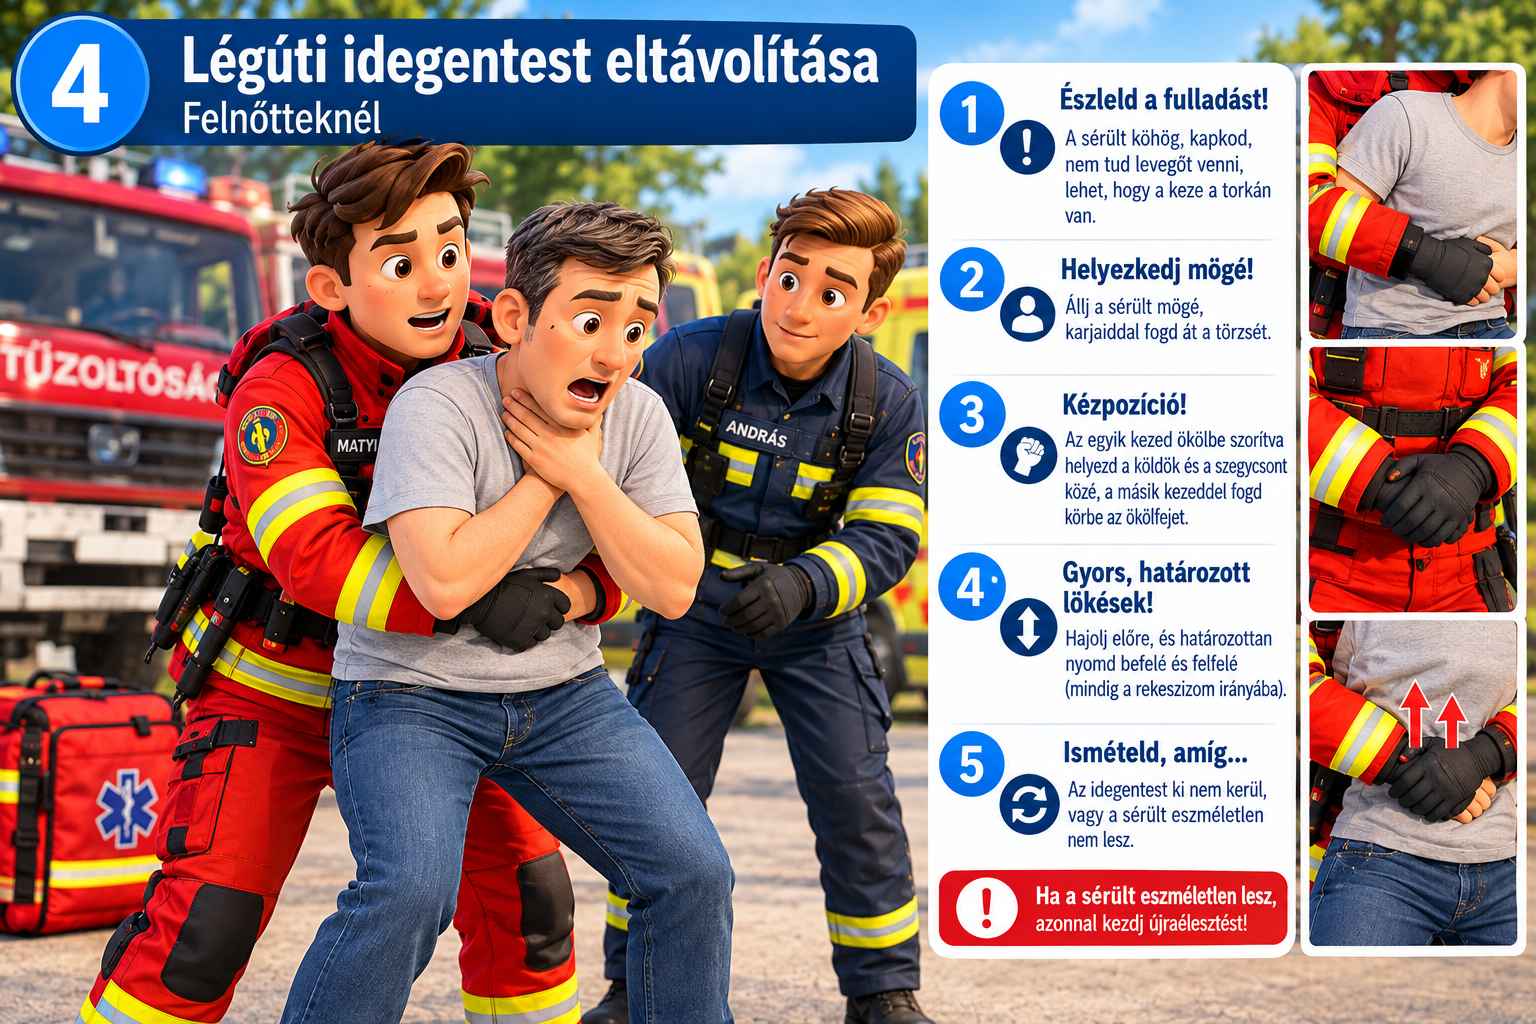 4
Légúti idegentest eltávolítása
Felnőtteknél
TŰZOLTÓSÁG
MATYI
ANDRÁS
1
Észleld a fulladást!
A sérült köhög, kapkod,
nem tud levegőt venni,
lehet, hogy a keze a torkán
van.
2
Helyezkedj mögé!
Állj a sérült mögé,
karjaiddal fogd át a törzsét.
3
Kézpozíció!
Az egyik kezed ökölbe szorítva
helyezd a köldök és a szegycsont
közé, a másik kezeddel fogd
körbe az ökölfejet.
4.
Gyors, határozott
lökések!
Hajolj előre, és határozottan
nyomd befelé és felfelé
(mindig a rekeszizom irányába).
5
Ismételd, amíg...
Az idegentest ki nem kerül,
vagy a sérült eszméletlen
nem lesz.
Ha a sérült eszméletlen lesz,
azonnal kezdj újraélesztést!